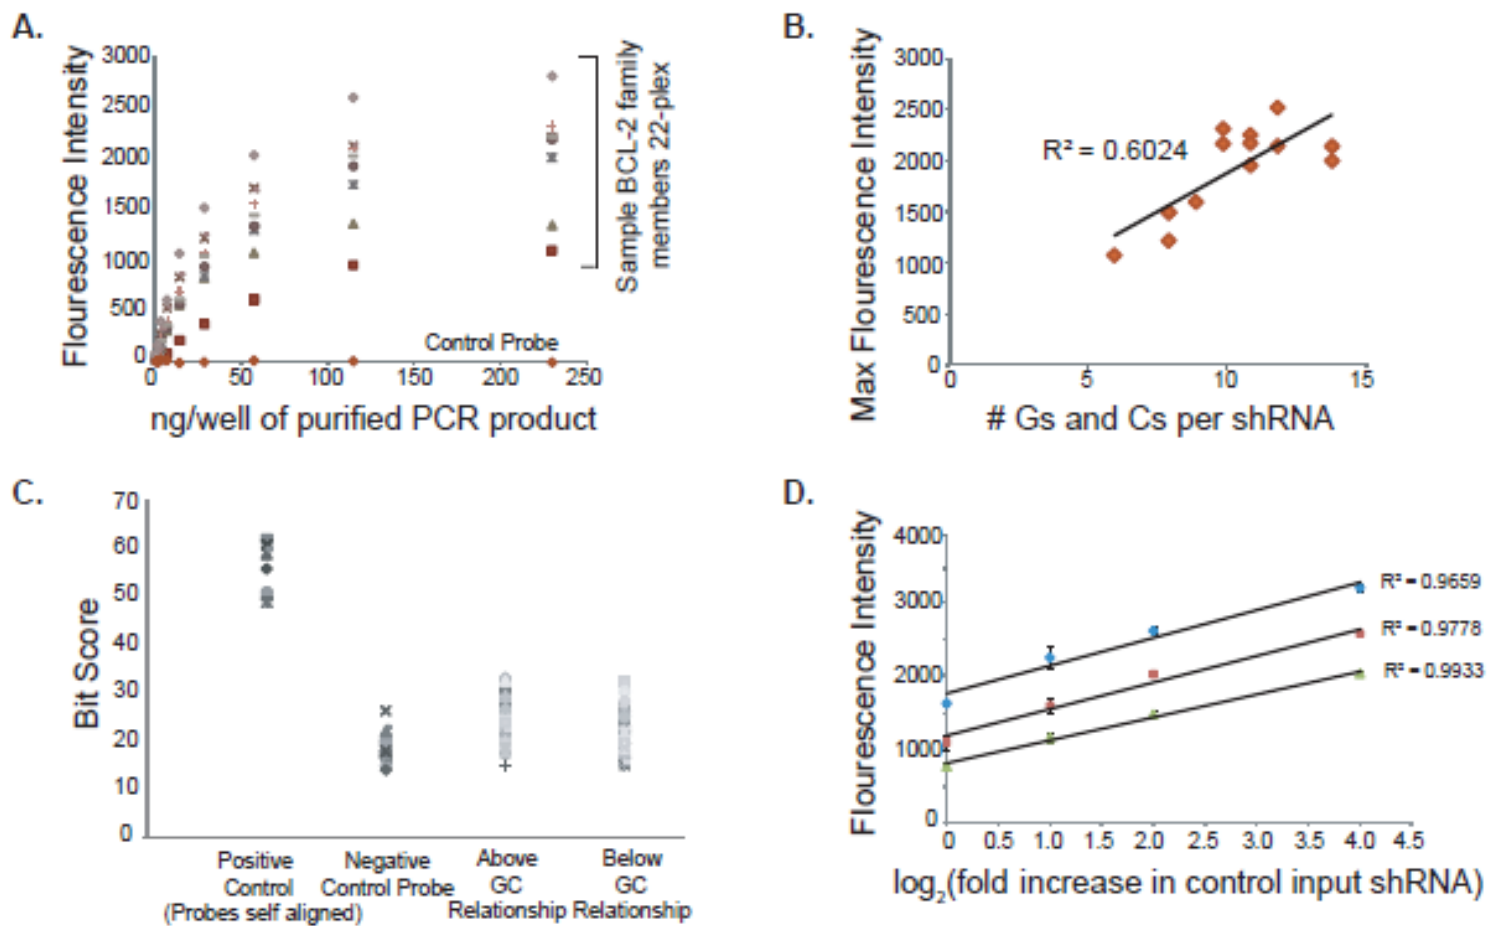 A.
Flourescence Intensity
3000
2500
2000
1500
1000
500
0
0 50 100 150 200 250
ng/well of purified PCR product
Control Probe
Sample BCL-2 family
members 22-plex
B.
Max Flourescence Intensity
3000
2500
2000
1500
1000
500
0
0 5 10 15
# Gs and Cs per shRNA
R² = 0.6024
C.
Bit Score
70
60
50
40
30
20
10
0
Positive
Control
(Probes self aligned)
Negative
Control Probe
Above
GC
Relationship
Below
GC
Relationship
D.
Flourescence Intensity
4000
3000
2000
1000
0
0 0.5 1.0 1.5 2.0 2.5 3.0 3.5 4.0 4.5
log₂(fold increase in control input shRNA)
R² = 0.9659
R² = 0.9778
R² = 0.9933